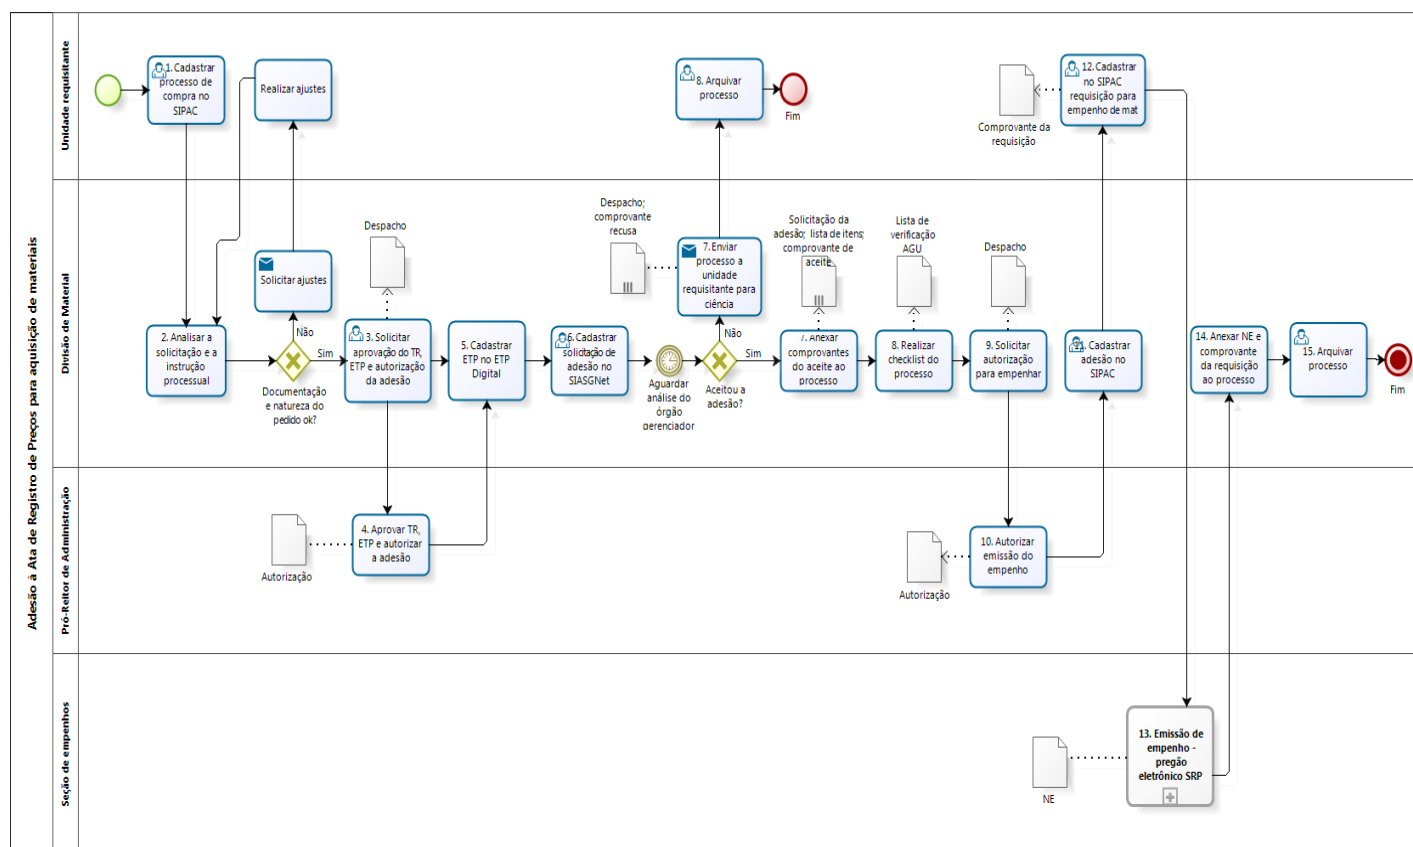 Adesão à Ata de Registro de Preços para aquisição de materiais
Unidade requisitante
1. Cadastrar
processo de
compra no
SIPAC
Realizar ajustes
8. Arquivar
processo
Fim
12. Cadastrar
no SIPAC
requisição para
empenho de mat
Comprovante da
requisição
Divisão de Material
2. Analisar a
solicitação e a
instrução
processual
Solicitar ajustes
Não
Sim
Documentação
e natureza do
pedido ok?
Despacho
3. Solicitar
aprovação do TR,
ETP e autorização
da adesão
5. Cadastrar
ETP no ETP
Digital
6. Cadastrar
solicitação de
adesão no
SIASGNet
Aguardar
análise do
órgão
gerenciador
Despacho;
comprovante
recusa
7. Enviar
processo a
unidade
requisitante para
ciência
Não
Sim
Aceitou a
adesão?
Solicitação da
adesão; lista de itens;
comprovante de
aceite
7. Anexar
comprovantes
do aceite ao
processo
Lista de
verificação
AGU
8. Realizar
checklist do
processo
Despacho
9. Solicitar
autorização
para empenhar
Cadastrar
adesão no
SIPAC
14. Anexar NE e
comprovante
da requisição
ao processo
15. Arquivar
processo
Fim
Pró-Reitor de Administração
Autorização
4. Aprovar TR,
ETP e autorizar
a adesão
Autorização
10. Autorizar
emissão do
empenho
Seção de empenhos
NE
13. Emissão de
empenho -
pregão
eletrônico SRP